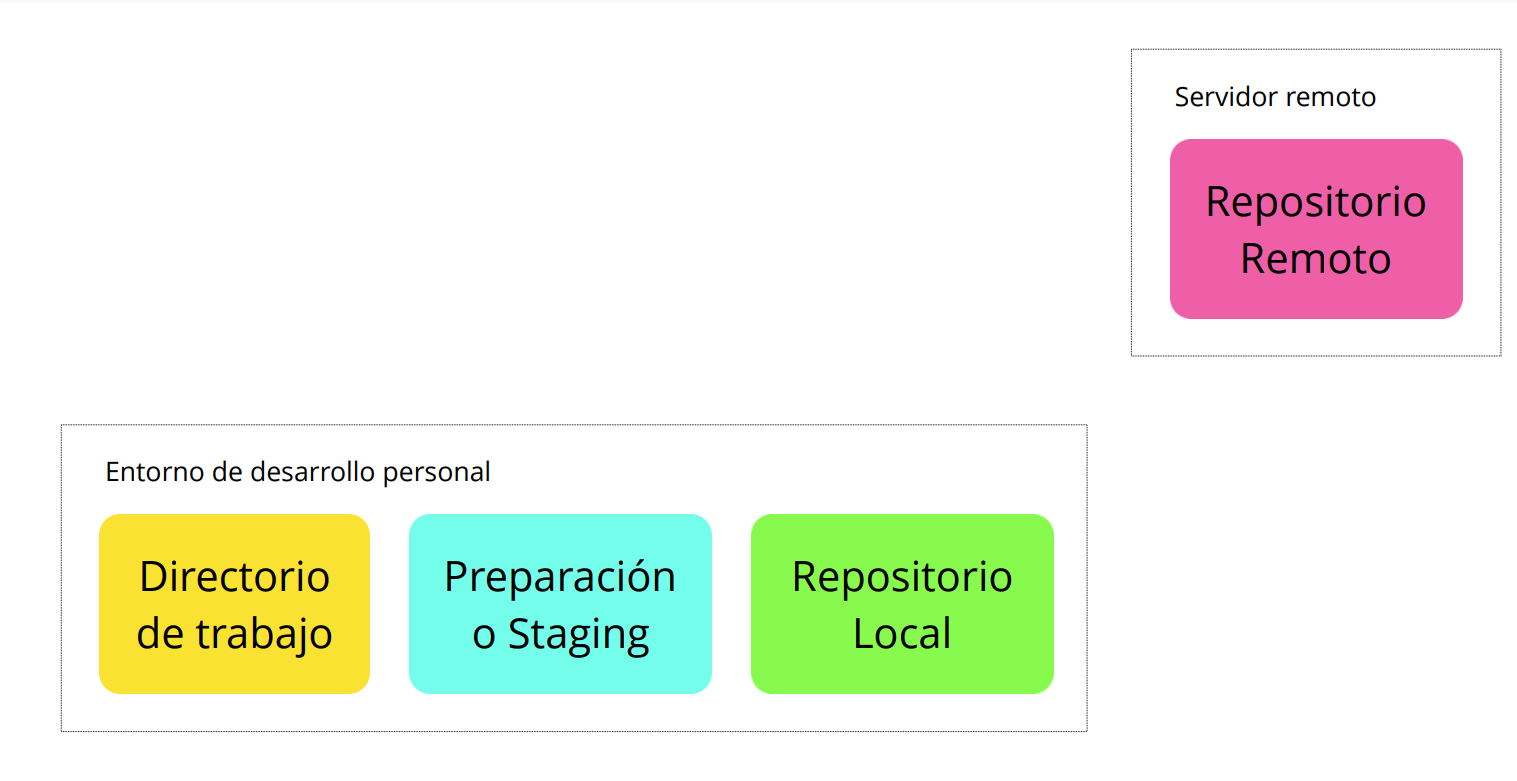 Servidor remoto
Repositorio
Remoto
Entorno de desarrollo personal
Directorio
de trabajo
Preparación
o Staging
Repositorio
Local